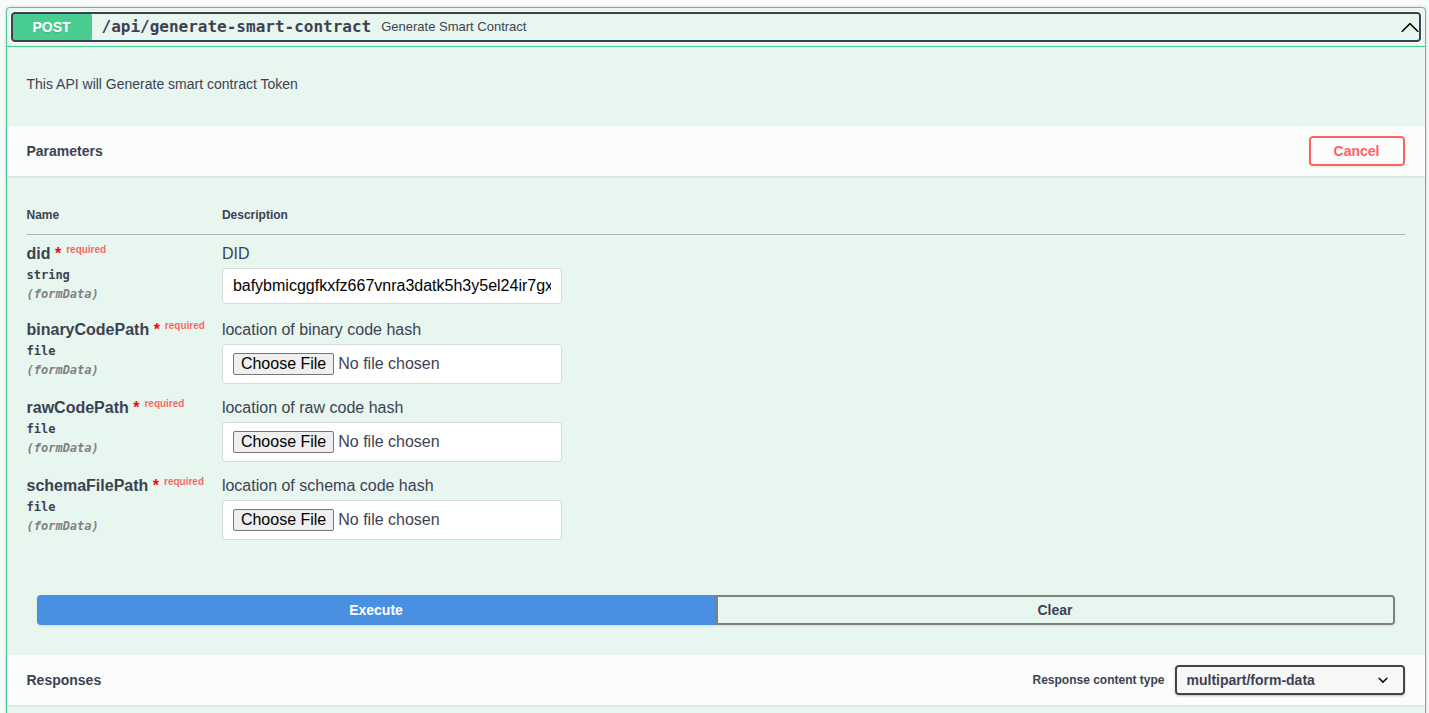 POST /api/generate-smart-contract Generate Smart Contract
This API will Generate smart contract Token
Parameters Cancel
Name Description
did * required DID
string bafybmicggfkxfz667vnra3datk5h3y5el24ir7gx
(formData)
binaryCodePath * required location of binary code hash
file Choose File No file chosen
(formData)
rawCodePath * required location of raw code hash
file Choose File No file chosen
(formData)
schemaFilePath * required location of schema code hash
file Choose File No file chosen
(formData)
Execute Clear
Responses Response content type multipart/form-data